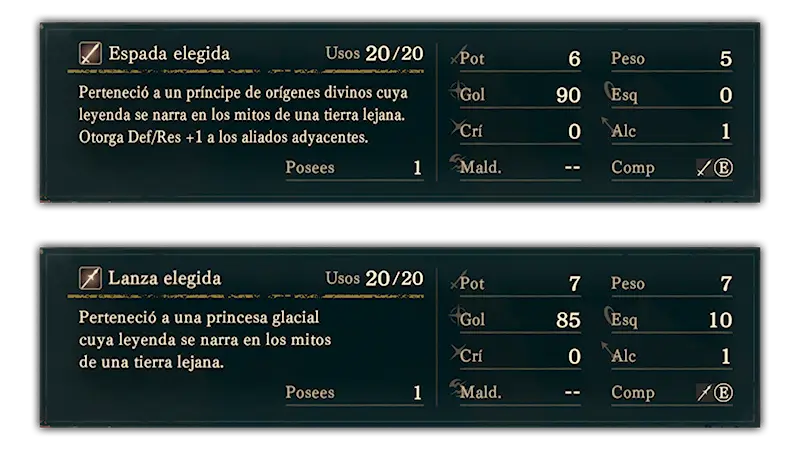 Espada elegida Usos 20/20
Perteneció a un príncipe de orígenes divinos cuya
leyenda se narra en los mitos de una tierra lejana.
Otorga Def/Res +1 a los aliados adyacentes.
Posees 1
Pot 6 Peso 5
Gol 90 Esq 0
Crí 0 Alc 1
Mald. -- Comp E
Lanza elegida Usos 20/20
Perteneció a una princesa glacial
cuya leyenda se narra en los mitos
de una tierra lejana.
Posees 1
Pot 7 Peso 7
Gol 85 Esq 10
Crí 0 Alc 1
Mald. -- Comp E